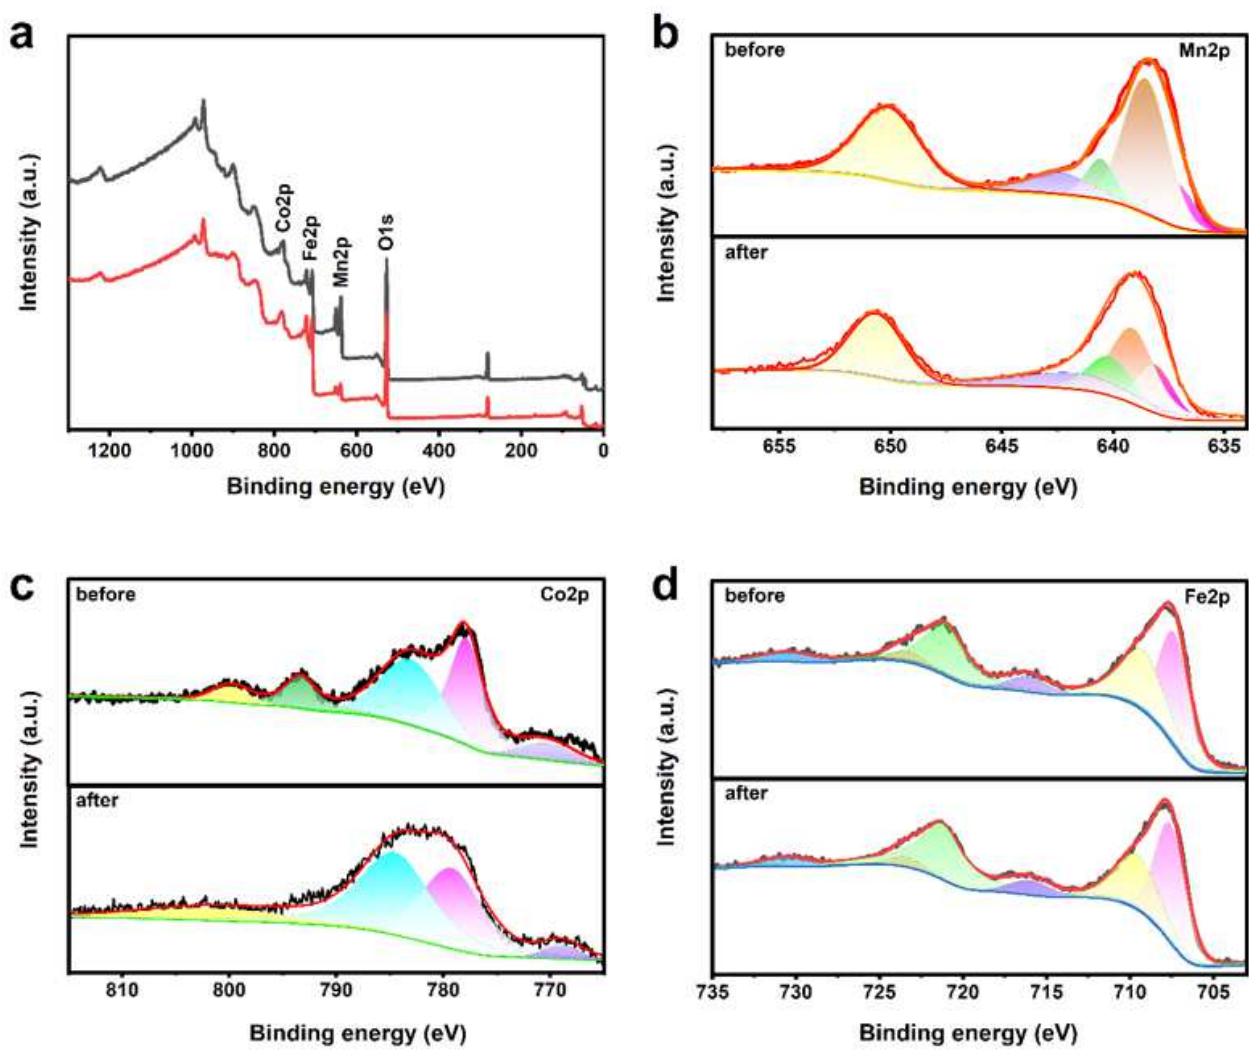 a
Intensity (a.u.)
Co2p
Fe2p
Mn2p
O1s
1200 1000 800 600 400 200 0
Binding energy (eV)
b
before
Mn2p
after
Intensity (a.u.)
655 650 645 640 634
Binding energy (eV)
c
before
Co2p
after
Intensity (a.u.)
810 800 790 780 770
Binding energy (eV)
d
before
Fe2p
after
Intensity (a.u.)
735 730 725 720 715 710 705
Binding energy (eV)